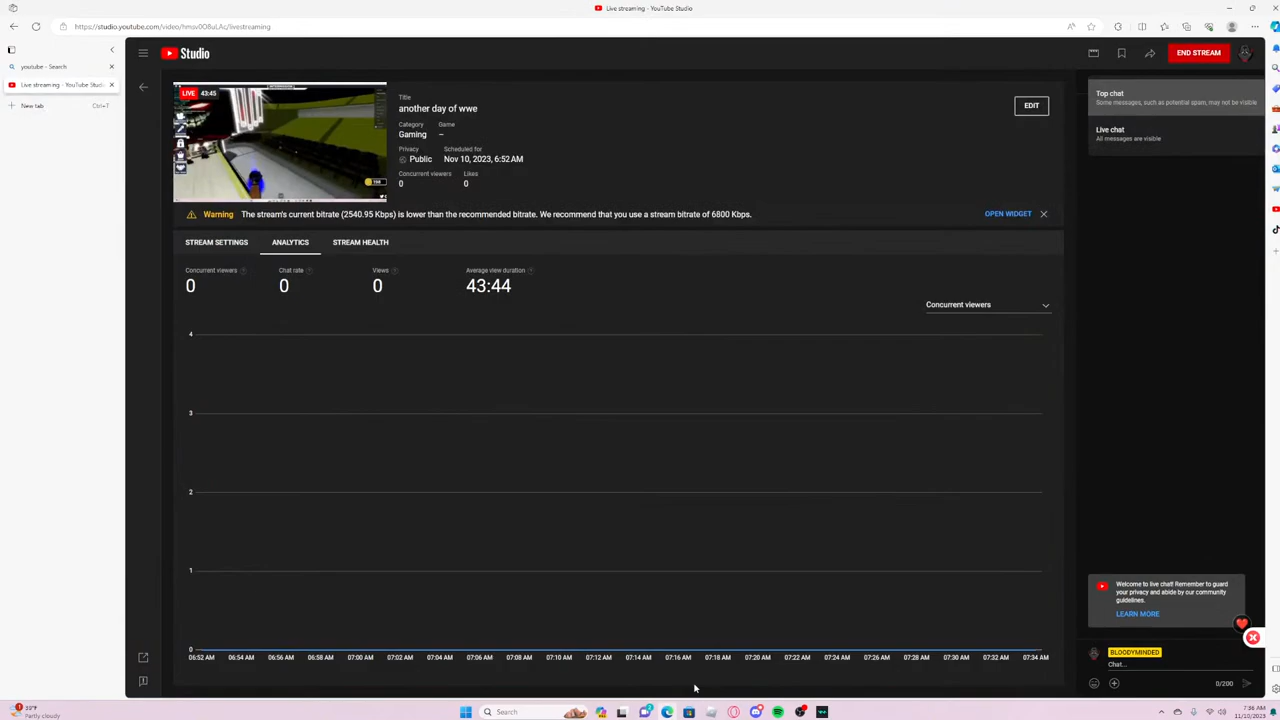 Live streaming - YouTube Studio
https://studio.youtube.com/video/hmav0O8uLAc/livestreaming
youtube - Search
Live streaming - YouTube Studi
New tab
Ctrl+T
Studio
END STREAM
LIVE 43:45
Title
another day of wwe
EDIT
Category Game
Gaming –
Privacy Scheduled for
Public Nov 10, 2023, 6:52 AM
Concurrent viewers Likes
0 0
Top chat
Some messages, such as potential spam, may not be visible
Live chat
All messages are visible
Warning The stream's current bitrate (2540.95 Kbps) is lower than the recommended bitrate. We recommend that you use a stream bitrate of 6800 Kbps. OPEN WIDGET
STREAM SETTINGS ANALYTICS STREAM HEALTH
Concurrent viewers Chat rate Views Average view duration
0 0 0 43:44
Concurrent viewers
4
3
2
1
0
06:52 AM 06:54 AM 06:56 AM 06:58 AM 07:00 AM 07:02 AM 07:04 AM 07:06 AM 07:08 AM 07:10 AM 07:12 AM 07:14 AM 07:16 AM 07:18 AM 07:20 AM 07:22 AM 07:24 AM 07:26 AM 07:28 AM 07:30 AM 07:32 AM 07:34 AM
Welcome to live chat! Remember to guard
your privacy and abide by our community
guidelines.
LEARN MORE
BLOODYMINDED
Chat...
0/200
33°F
Partly cloudy
Search
7:36 AM
11/10/2023